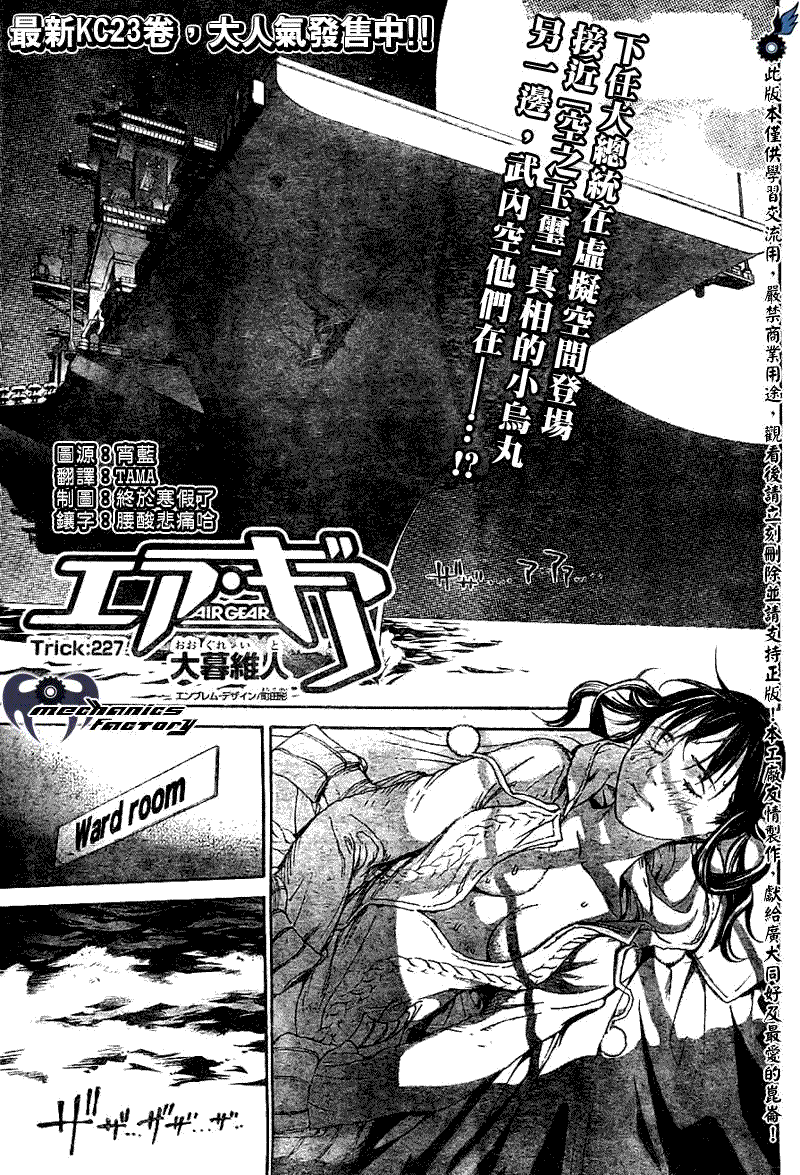 最新KC23卷，大人氣發售中!!
下任大總統在虛擬空間登場
接近［空之玉璽］真相的小烏丸
另一邊，武內空他們在——…!?
圖源：宵藍
翻譯：TAMA
制圖：終於寒假了
鑲字：腰酸悲痛哈
エア・ギア
AIR GEAR
Trick:227
おおぐれ　いと
大暮維人
エンブレム・デザイン/町田彩
Mechanics
Factory
ザザ…
ア アア…
Ward room
ザ ザ…ザザ…ザ…
此版本僅供學習交流用，嚴禁商業用途，觀看後請立刻刪除並請支持正版！本工廠友情製作，獻給廣大同好及最愛的崑崙！